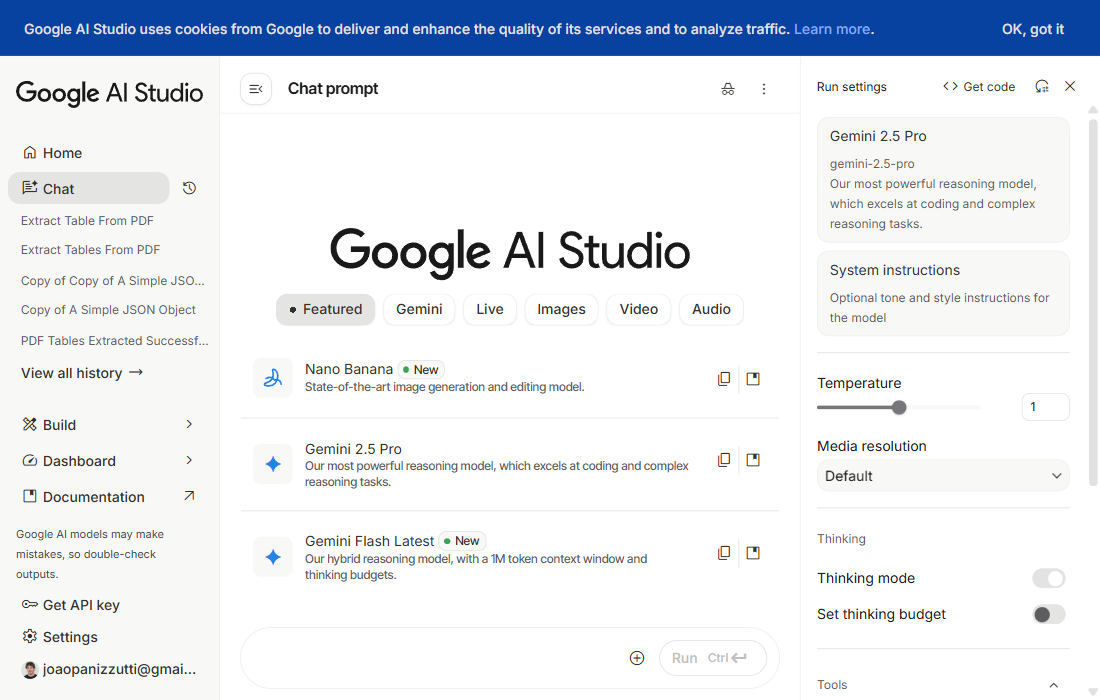 Google AI Studio uses cookies from Google to deliver and enhance the quality of its services and to analyze traffic. Learn more.
OK, got it
Google AI Studio
Home
Chat
Extract Table From PDF
Extract Tables From PDF
Copy of Copy of A Simple JSO...
Copy of A Simple JSON Object
PDF Tables Extracted Successf...
View all history
Build
Dashboard
Documentation
Google AI models may make
mistakes, so double-check
outputs.
Get API key
Settings
joaopanizzutti@gmai...
Chat prompt
Google AI Studio
Featured
Gemini
Live
Images
Video
Audio
Nano Banana
New
State-of-the-art image generation and editing model.
Gemini 2.5 Pro
Our most powerful reasoning model, which excels at coding and complex
reasoning tasks.
Gemini Flash Latest
New
Our hybrid reasoning model, with a 1M token context window and
thinking budgets.
Run Ctrl
Run settings
Get code
Gemini 2.5 Pro
gemini-2.5-pro
Our most powerful reasoning model,
which excels at coding and complex
reasoning tasks.
System instructions
Optional tone and style instructions for
the model
Temperature
1
Media resolution
Default
Thinking
Thinking mode
Set thinking budget
Tools